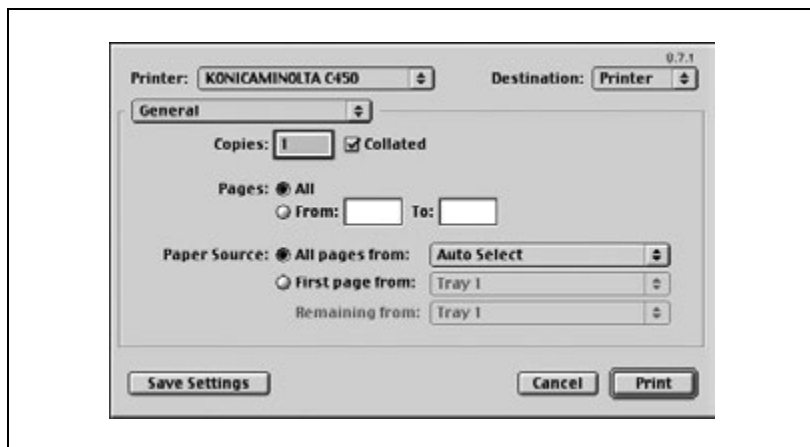 0.7.1
Printer: KONICAMINOLTA C450 Destination: Printer
General
Copies: 1 Collated
Pages: All
From: To:
Paper Source: All pages from: Auto Select
First page from: Tray 1
Remaining from: Tray 1
Save Settings Cancel Print